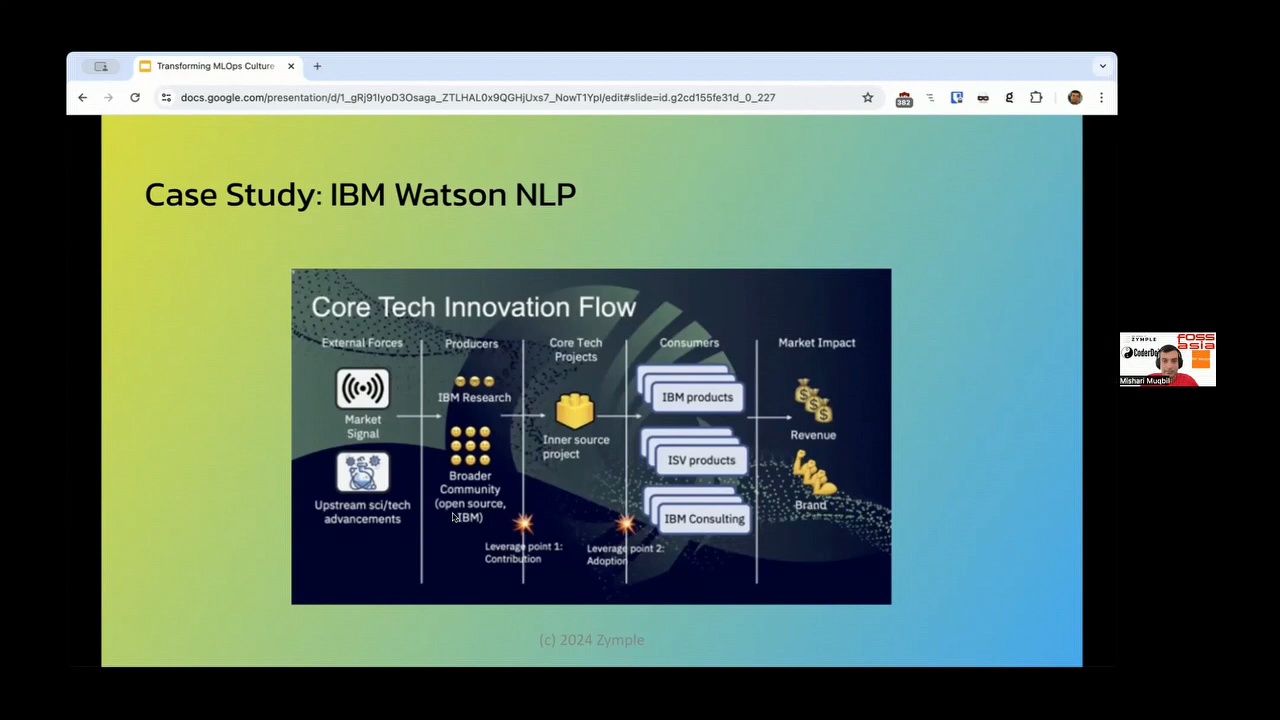 Transforming MLOps Culture
docs.google.com/presentation/d/1_gRj91lyoD3Osaga_ZTLHAL0x9QGHjUxs7_NowT1YpI/edit#slide=id.g2cd155fe31d_0_227
382
Case Study: IBM Watson NLP
Core Tech Innovation Flow
External Forces
Producers
Core Tech
Projects
Consumers
Market Impact
Market
Signal
Upstream sci/tech
advancements
IBM Research
Broader
Community
(open source,
IBM)
Inner source
project
IBM products
ISV products
IBM Consulting
Revenue
Brand
Leverage point 1:
Contribution
Leverage point 2:
Adoption
(c) 2024 Zymple
ZYMPLE
FOSS
ASIA
Mishari Muqbil